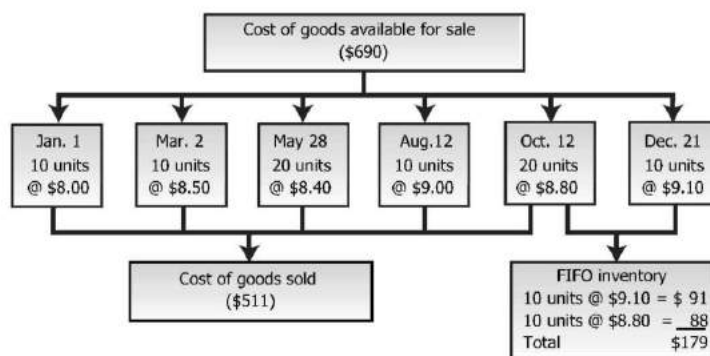 Cost of goods available for sale
($690)
Jan. 1
10 units
@ $8.00
Mar. 2
10 units
@ $8.50
May 28
20 units
@ $8.40
Aug.12
10 units
@ $9.00
Oct. 12
20 units
@ $8.80
Dec. 21
10 units
@ $9.10
Cost of goods sold
($511)
FIFO inventory
10 units @ $9.10 = $ 91
10 units @ $8.80 = 88
Total $179